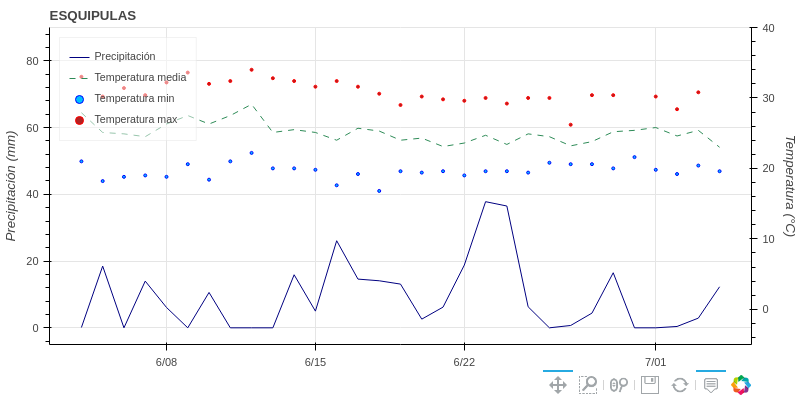 ESQUIPULAS
Precipitación
Temperatura media
Temperatura min
Temperatura max
Precipitación (mm)
80
60
40
20
0
Temperatura (°C)
40
30
20
10
0
6/08
6/15
6/22
7/01